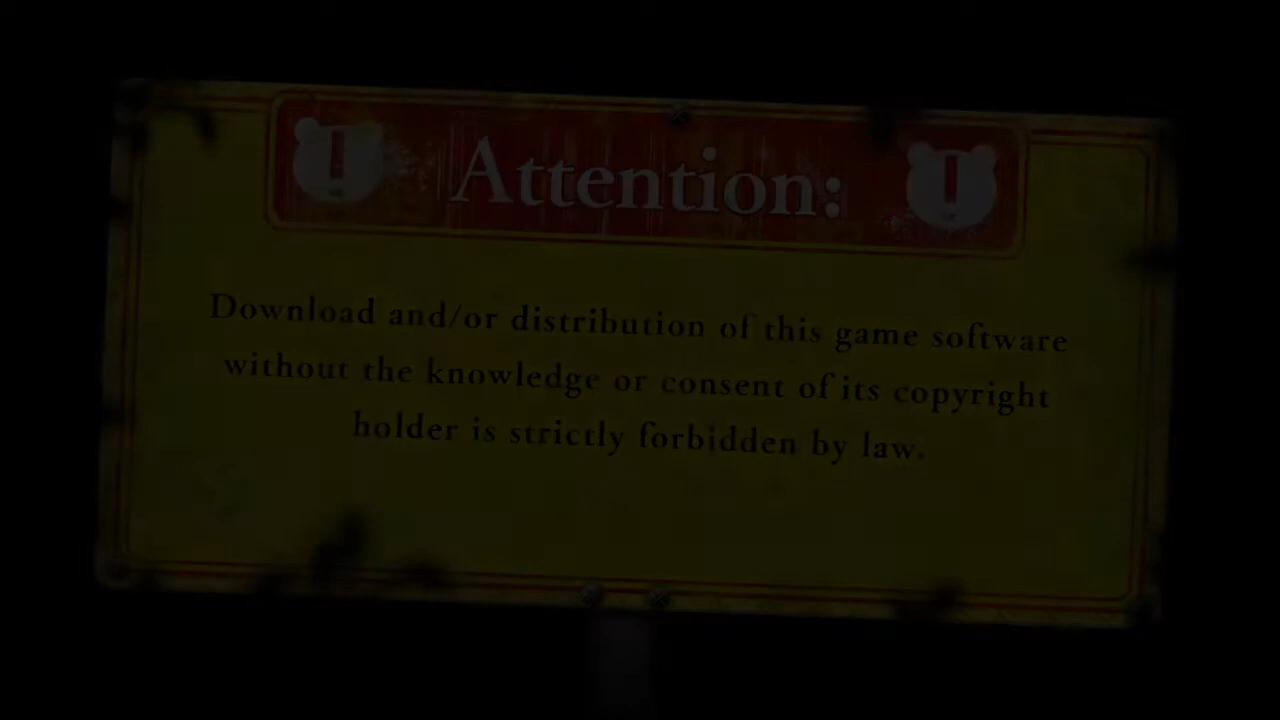 Attention:
Download and/or distribution of this game software
without the knowledge or consent of its copyright
holder is strictly forbidden by law.